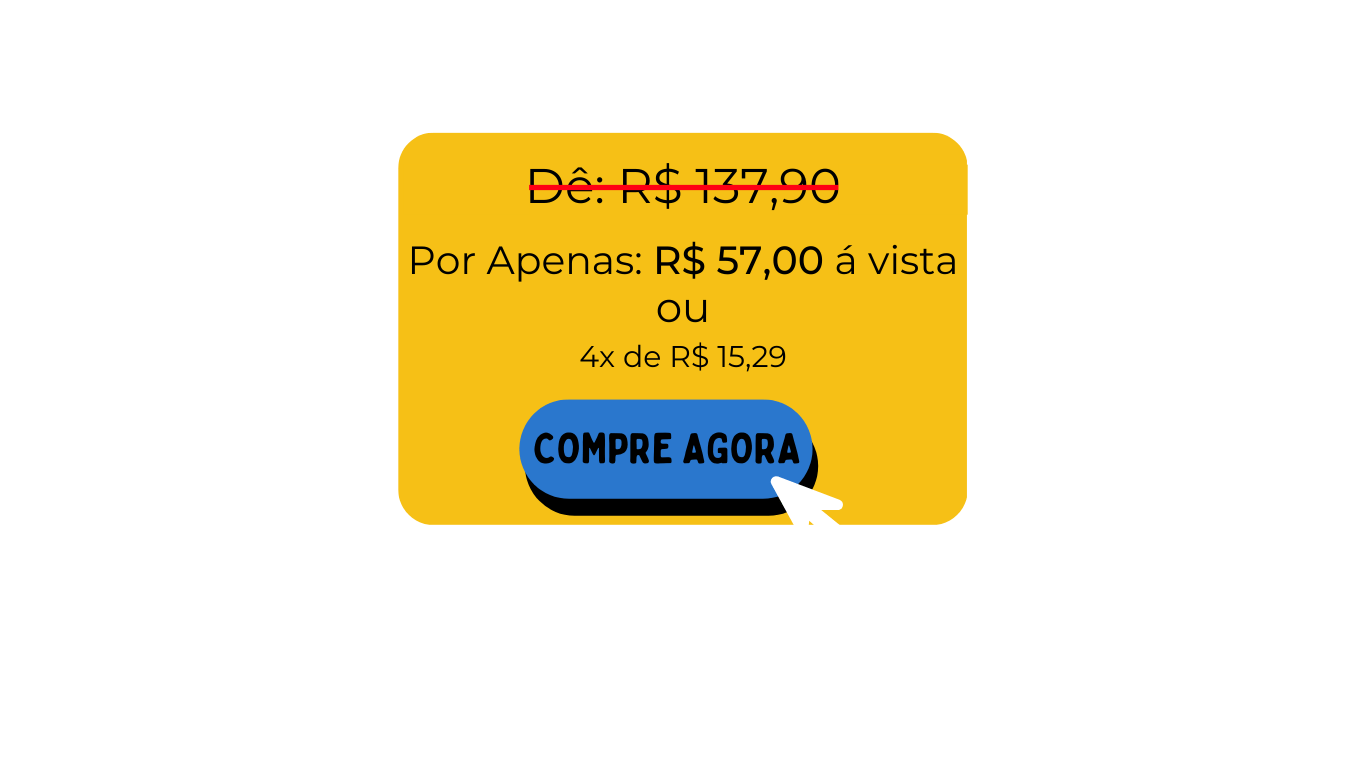 Dê: R$ 137,90
Por Apenas: R$ 57,00 á vista
ou
4x de R$ 15,29
COMPRE AGORA